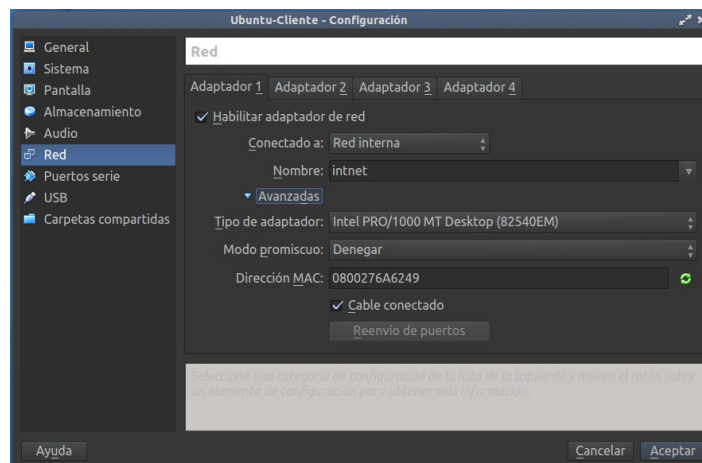 Ubuntu-Cliente - Configuración
General
Sistema
Pantalla
Almacenamiento
Audio
Red
Puertos serie
USB
Carpetas compartidas
Red
Adaptador 1 Adaptador 2 Adaptador 3 Adaptador 4
Habilitar adaptador de red
Conectado a: Red interna
Nombre: intnet
Avanzadas
Tipo de adaptador: Intel PRO/1000 MT Desktop (82540EM)
Modo promiscuo: Denegar
Dirección MAC: 0800276A6249
Cable conectado
Reenvío de puertos
Seleccione una categoría de configuración de la lista de la izquierda y mueva el ratón sobre
un elemento de configuración para obtener más información.
Ayuda
Cancelar Aceptar